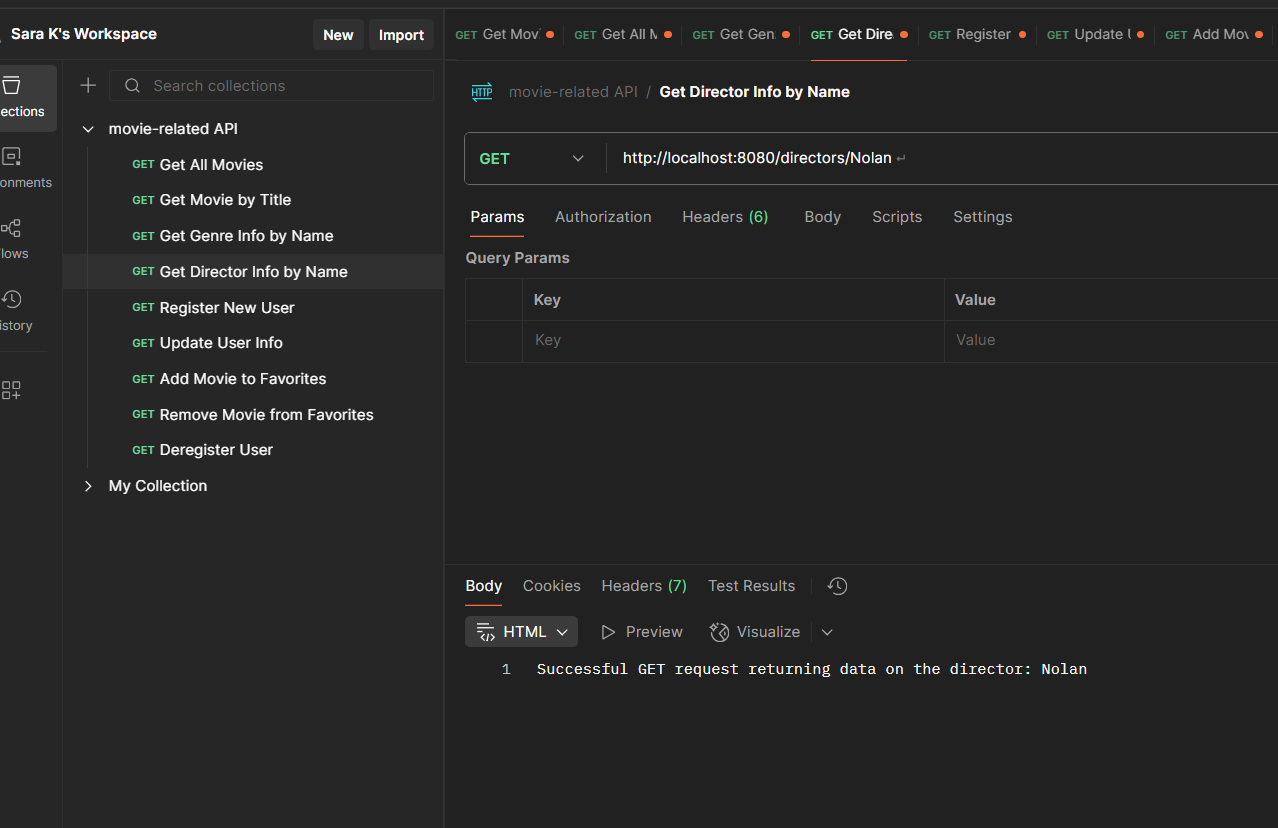 Sara K's Workspace
New
Import
GET Get Mov
GET Get All M
GET Get Gen
GET Get Dire
GET Register
GET Update U
GET Add Mov
ections
onments
lows
istory
Search collections
movie-related API
GET Get All Movies
GET Get Movie by Title
GET Get Genre Info by Name
GET Get Director Info by Name
GET Register New User
GET Update User Info
GET Add Movie to Favorites
GET Remove Movie from Favorites
GET Deregister User
My Collection
HTTP movie-related API / Get Director Info by Name
GET http://localhost:8080/directors/Nolan
Params Authorization Headers (6) Body Scripts Settings
Query Params
Key Value
Key Value
Body Cookies Headers (7) Test Results
HTML Preview Visualize
1 Successful GET request returning data on the director: Nolan